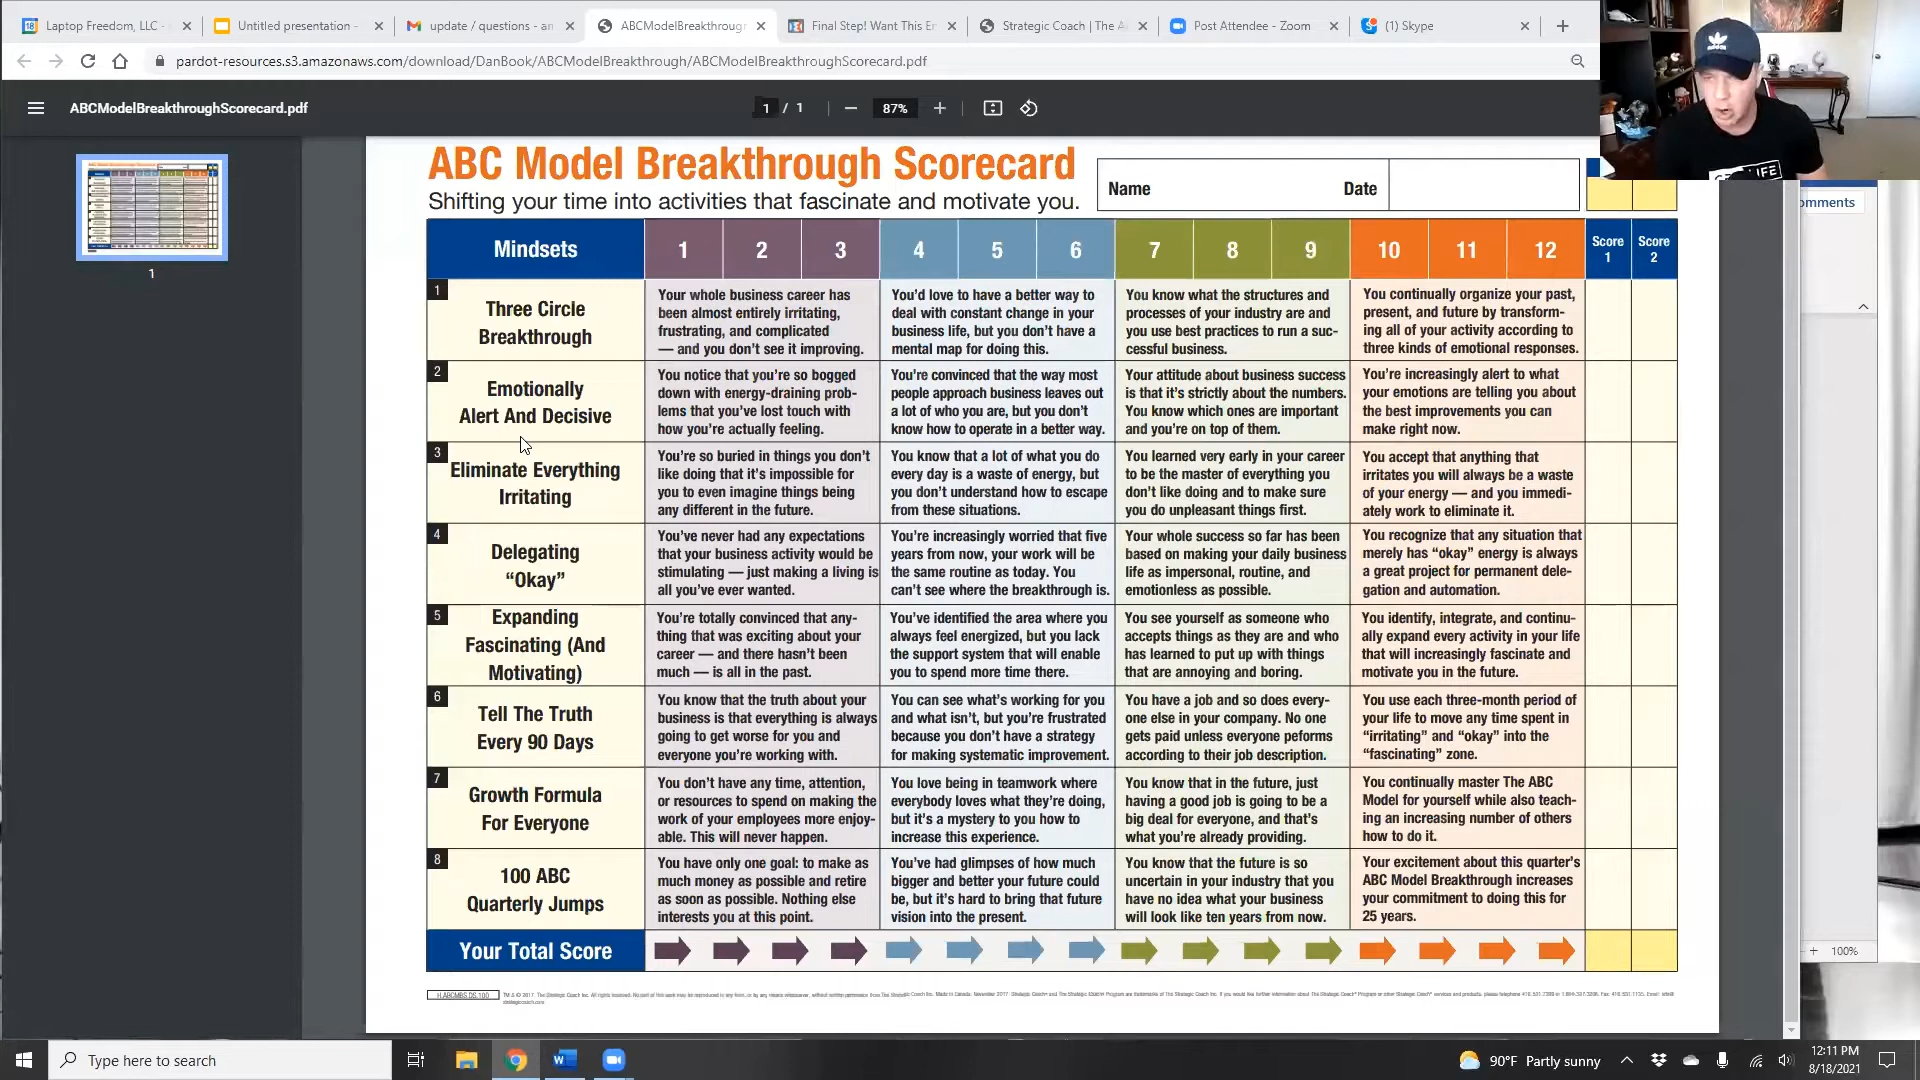 Laptop Freedom, LLC -
Untitled presentation -
update / questions - an
ABCModelBreakthroug
Final Step! Want This En
Strategic Coach | The A
Post Attendee - Zoom
(1) Skype
pardot-resources.s3.amazonaws.com/download/DanBook/ABCModelBreakthrough/ABCModelBreakthroughScorecard.pdf
ABCModelBreakthroughScorecard.pdf
1 / 1
87%
1
omments
100%
ABC Model Breakthrough Scorecard
Shifting your time into activities that fascinate and motivate you.
Name
Date
Mindsets
1 2 3 4 5 6 7 8 9 10 11 12
Score 1
Score 2
1
Three Circle
Breakthrough
Your whole business career has
been almost entirely irritating,
frustrating, and complicated
— and you don't see it improving.
You'd love to have a better way to
deal with constant change in your
business life, but you don't have a
mental map for doing this.
You know what the structures and
processes of your industry are and
you use best practices to run a suc-
cessful business.
You continually organize your past,
present, and future by transform-
ing all of your activity according to
three kinds of emotional responses.
2
Emotionally
Alert And Decisive
You notice that you're so bogged
down with energy-draining prob-
lems that you've lost touch with
how you're actually feeling.
You're convinced that the way most
people approach business leaves out
a lot of who you are, but you don't
know how to operate in a better way.
Your attitude about business success
is that it's strictly about the numbers.
You know which ones are important
and you're on top of them.
You're increasingly alert to what
your emotions are telling you about
the best improvements you can
make right now.
3
Eliminate Everything
Irritating
You're so buried in things you don't
like doing that it's impossible for
you to even imagine things being
any different in the future.
You know that a lot of what you do
every day is a waste of energy, but
you don't understand how to escape
from these situations.
You learned very early in your career
to be the master of everything you
don't like doing and to make sure
you do unpleasant things first.
You accept that anything that
irritates you will always be a waste
of your energy — and you immedi-
ately work to eliminate it.
4
Delegating
“Okay”
You've never had any expectations
that your business activity would be
stimulating — just making a living is
all you've ever wanted.
You're increasingly worried that five
years from now, your work will be
the same routine as today. You
can't see where the breakthrough is.
Your whole success so far has been
based on making your daily business
life as impersonal, routine, and
emotionless as possible.
You recognize that any situation that
merely has “okay” energy is always
a great project for permanent dele-
gation and automation.
5
Expanding
Fascinating (And
Motivating)
You're totally convinced that any-
thing that was exciting about your
career — and there hasn't been
much — is all in the past.
You've identified the area where you
always feel energized, but you lack
the support system that will enable
you to spend more time there.
You see yourself as someone who
accepts things as they are and who
has learned to put up with things
that are annoying and boring.
You identify, integrate, and continu-
ally expand every activity in your life
that will increasingly fascinate and
motivate you in the future.
6
Tell The Truth
Every 90 Days
You know that the truth about your
business is that everything is always
going to get worse for you and
everyone you're working with.
You can see what's working for you
and what isn't, but you're frustrated
because you don't have a strategy
for making systematic improvement.
You have a job and so does every-
one else in your company. No one
gets paid unless everyone peforms
according to their job description.
You use each three-month period of
your life to move any time spent in
“irritating” and “okay” into the
“fascinating” zone.
7
Growth Formula
For Everyone
You don't have any time, attention,
or resources to spend on making the
work of your employees more enjoy-
able. This will never happen.
You love being in teamwork where
everybody loves what they're doing,
but it's a mystery to you how to
increase this experience.
You know that in the future, just
having a good job is going to be a
big deal for everyone, and that's
what you're already providing.
You continually master The ABC
Model for yourself while also teach-
ing an increasing number of others
how to do it.
8
100 ABC
Quarterly Jumps
You have only one goal: to make as
much money as possible and retire
as soon as possible. Nothing else
interests you at this point.
You've had glimpses of how much
bigger and better your future could
be, but it's hard to bring that future
vision into the present.
You know that the future is so
uncertain in your industry that you
have no idea what your business
will look like ten years from now.
Your excitement about this quarter's
ABC Model Breakthrough increases
your commitment to doing this for
25 years.
Your Total Score
Type here to search
90°F Partly sunny
12:11 PM
8/18/2021